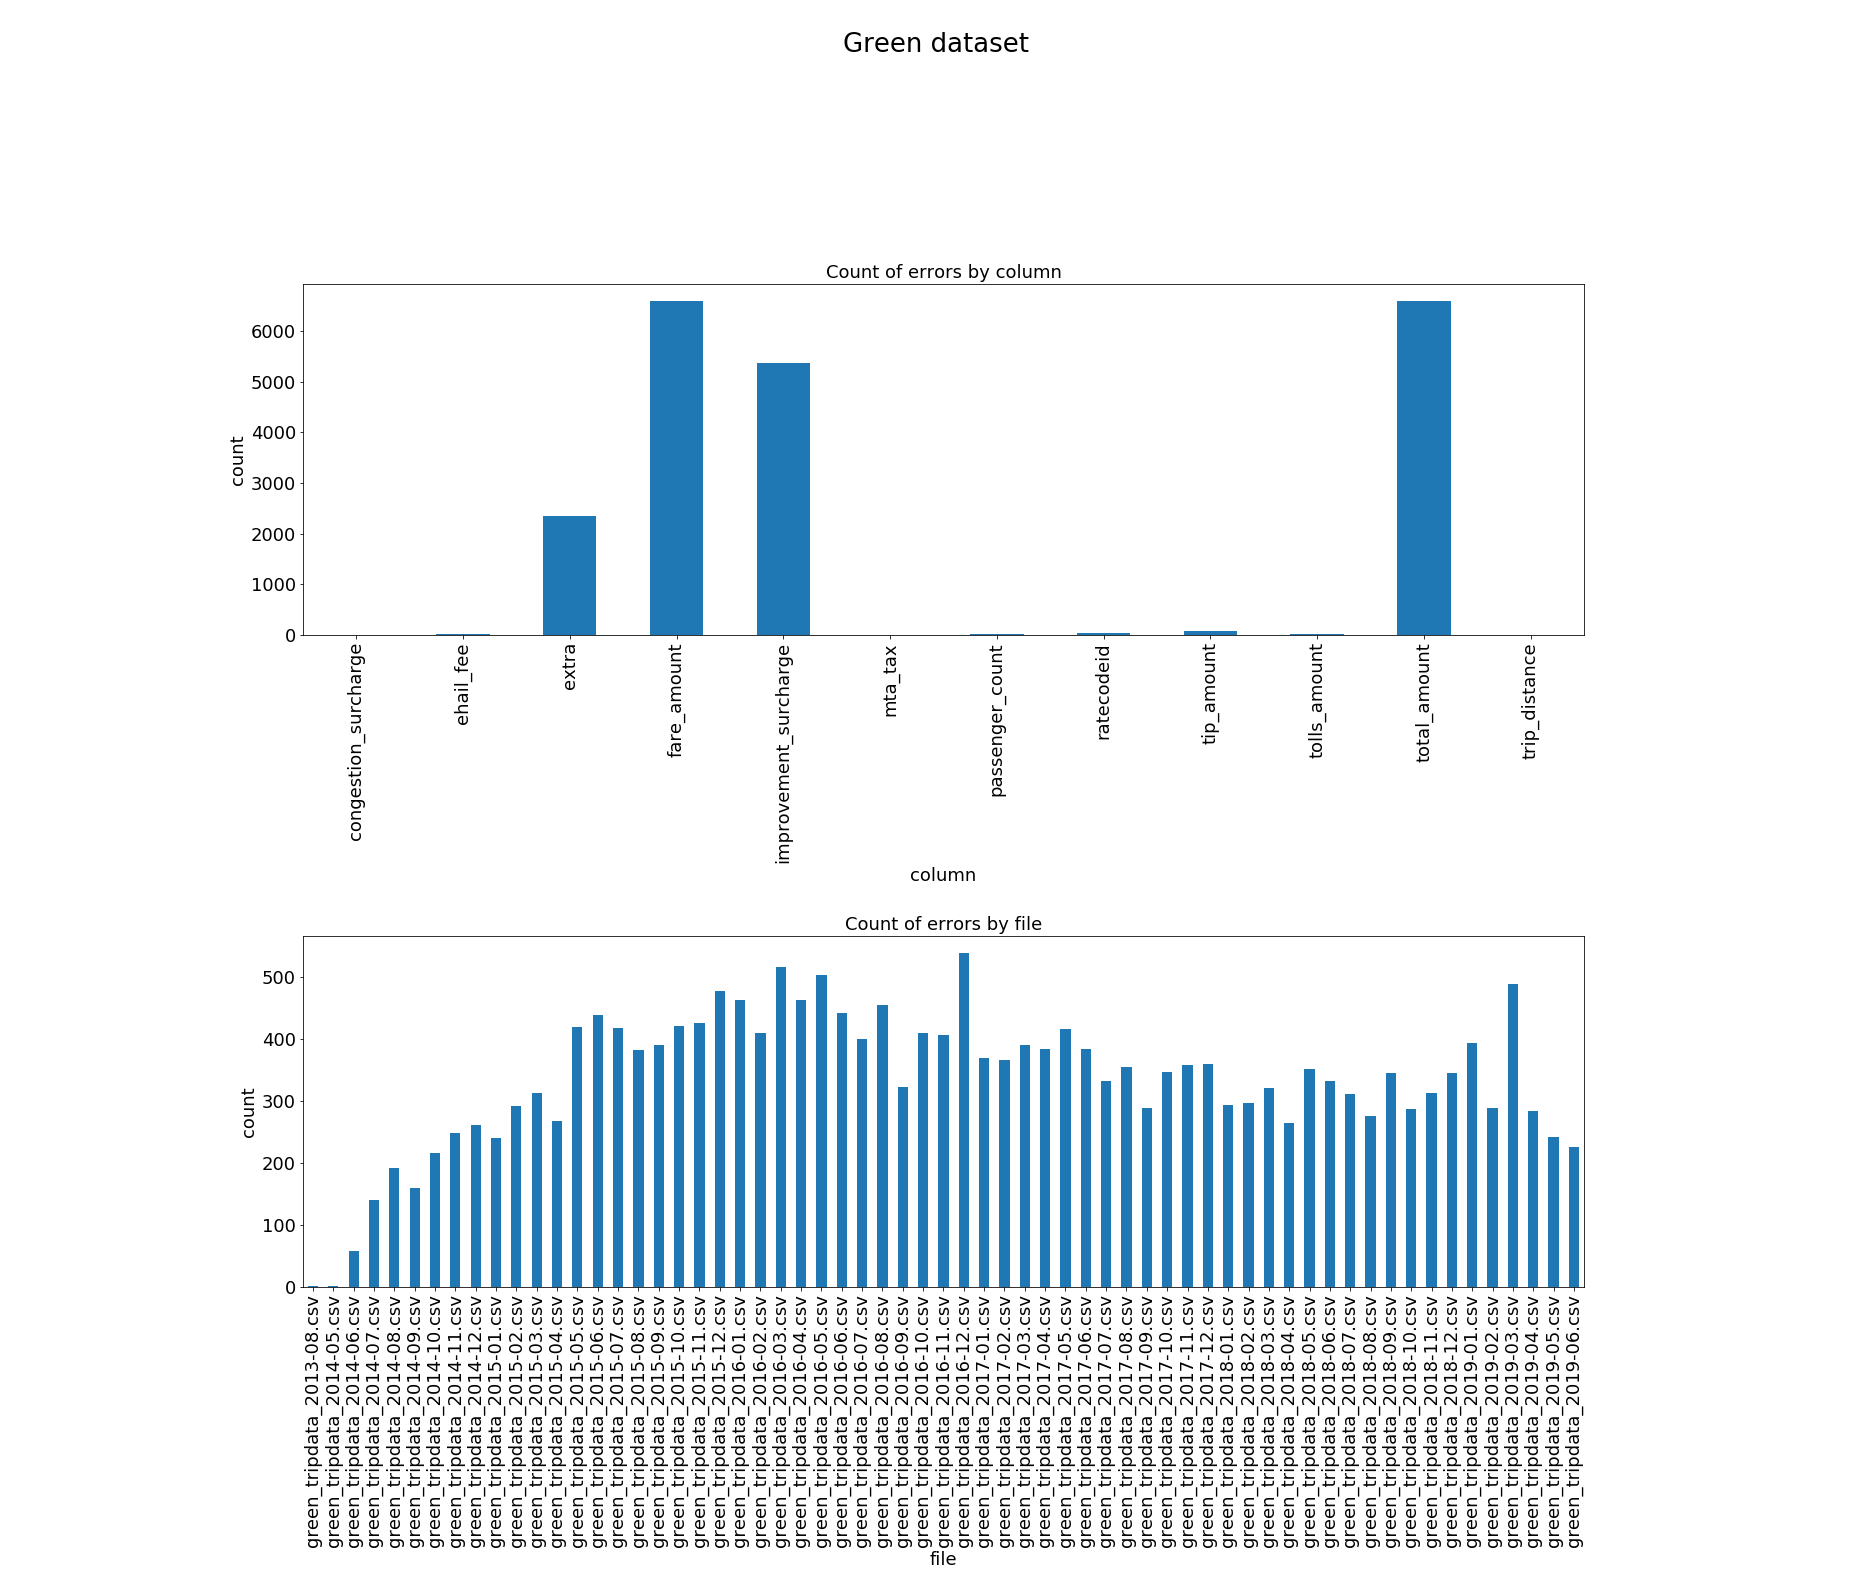 Green dataset
Count of errors by column
count
6000
5000
4000
3000
2000
1000
0
congestion_surcharge
ehail_fee
extra
fare_amount
improvement_surcharge
mta_tax
passenger_count
ratecodeid
tip_amount
tolls_amount
total_amount
trip_distance
column
Count of errors by file
count
500
400
300
200
100
0
green_tripdata_2013-08.csv
green_tripdata_2014-05.csv
green_tripdata_2014-06.csv
green_tripdata_2014-07.csv
green_tripdata_2014-08.csv
green_tripdata_2014-09.csv
green_tripdata_2014-10.csv
green_tripdata_2014-11.csv
green_tripdata_2014-12.csv
green_tripdata_2015-01.csv
green_tripdata_2015-02.csv
green_tripdata_2015-03.csv
green_tripdata_2015-04.csv
green_tripdata_2015-05.csv
green_tripdata_2015-06.csv
green_tripdata_2015-07.csv
green_tripdata_2015-08.csv
green_tripdata_2015-09.csv
green_tripdata_2015-10.csv
green_tripdata_2015-11.csv
green_tripdata_2015-12.csv
green_tripdata_2016-01.csv
green_tripdata_2016-02.csv
green_tripdata_2016-03.csv
green_tripdata_2016-04.csv
green_tripdata_2016-05.csv
green_tripdata_2016-06.csv
green_tripdata_2016-07.csv
green_tripdata_2016-08.csv
green_tripdata_2016-09.csv
green_tripdata_2016-10.csv
green_tripdata_2016-11.csv
green_tripdata_2016-12.csv
green_tripdata_2017-01.csv
green_tripdata_2017-02.csv
green_tripdata_2017-03.csv
green_tripdata_2017-04.csv
green_tripdata_2017-05.csv
green_tripdata_2017-06.csv
green_tripdata_2017-07.csv
green_tripdata_2017-08.csv
green_tripdata_2017-09.csv
green_tripdata_2017-10.csv
green_tripdata_2017-11.csv
green_tripdata_2017-12.csv
green_tripdata_2018-01.csv
green_tripdata_2018-02.csv
green_tripdata_2018-03.csv
green_tripdata_2018-04.csv
green_tripdata_2018-05.csv
green_tripdata_2018-06.csv
green_tripdata_2018-07.csv
green_tripdata_2018-08.csv
green_tripdata_2018-09.csv
green_tripdata_2018-10.csv
green_tripdata_2018-11.csv
green_tripdata_2018-12.csv
green_tripdata_2019-01.csv
green_tripdata_2019-02.csv
green_tripdata_2019-03.csv
green_tripdata_2019-04.csv
green_tripdata_2019-05.csv
green_tripdata_2019-06.csv
file